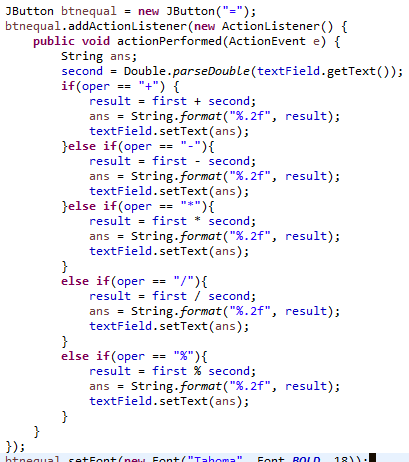 JButton btnequal = new JButton("=");
btnequal.addActionListener(new ActionListener() {
    public void actionPerformed(ActionEvent e) {
        String ans;
        second = Double.parseDouble(textField.getText());
        if(oper == "+") {
            result = first + second;
            ans = String.format("%.2f", result);
            textField.setText(ans);
        }else if(oper == "-"){
            result = first - second;
            ans = String.format("%.2f", result);
            textField.setText(ans);
        }else if(oper == "*"){
            result = first * second;
            ans = String.format("%.2f", result);
            textField.setText(ans);
        }
        else if(oper == "/"){
            result = first / second;
            ans = String.format("%.2f", result);
            textField.setText(ans);
        }
        else if(oper == "%"){
            result = first % second;
            ans = String.format("%.2f", result);
            textField.setText(ans);
        }
    }
});
btnequal.setFont(new Font("Tahoma", Font.BOLD, 18));